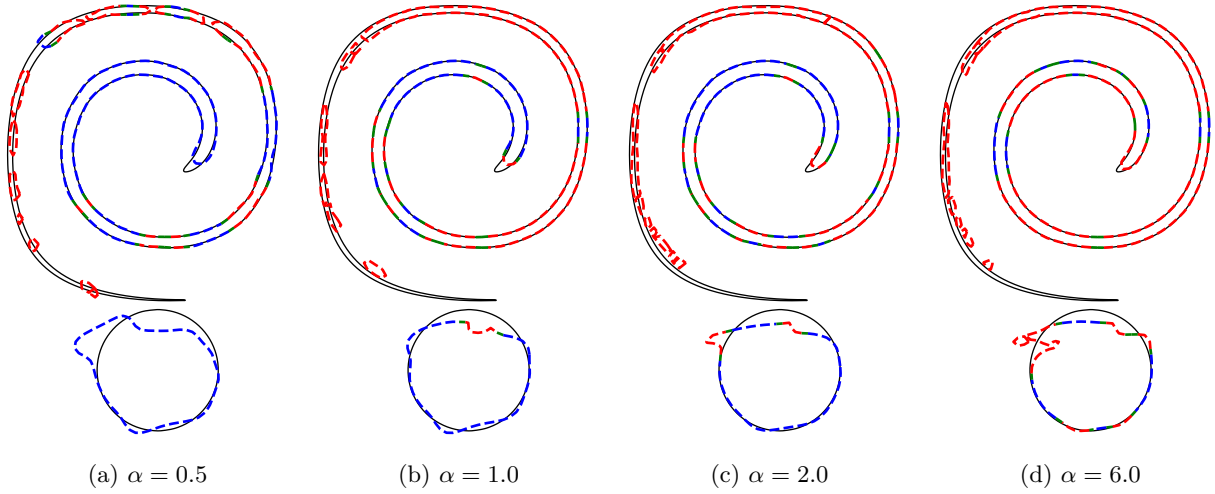 (a) α = 0.5
(b) α = 1.0
(c) α = 2.0
(d) α = 6.0